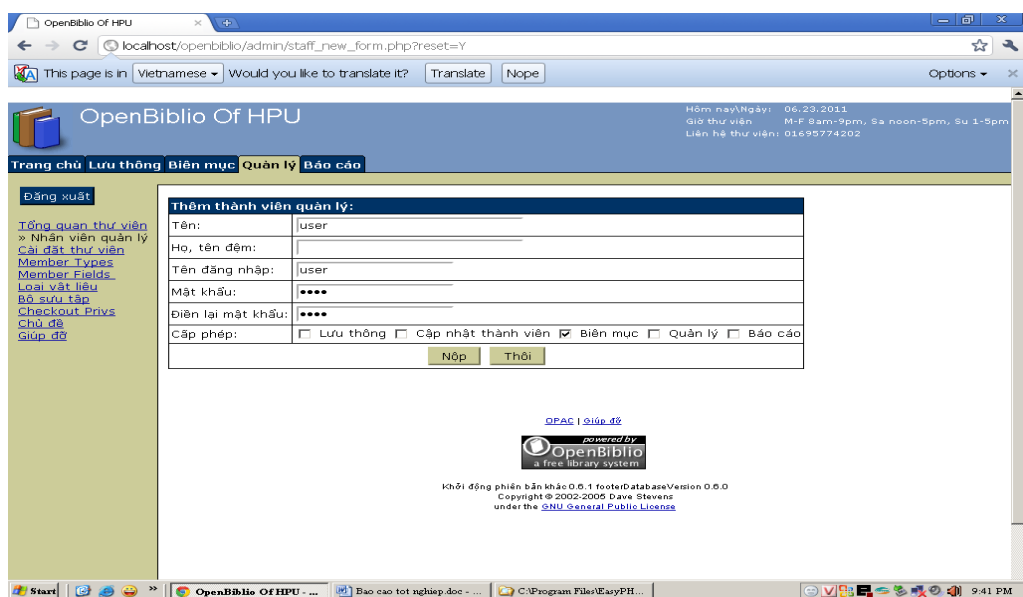 OpenBiblio Of HPU
localhost/openbiblio/admin/staff_new_form.php?reset=Y
This page is in Vietnamese Would you like to translate it? Translate Nope Options
OpenBiblio Of HPU
Hôm nay\Ngày: 06.23.2011
Giờ thư viện M-F 8am-9pm, Sa noon-5pm, Su 1-5pm
Liên hệ thư viện: 01695774202
Trang chủ Lưu thông Biên mục Quản lý Báo cáo
Đăng xuất
Tổng quan thư viện
» Nhân viên quản lý
Cài đặt thư viện
Member Types
Member Fields
Loại vật liệu
Bộ sưu tập
Checkout Privs
Chủ đề
Giúp đỡ
Thêm thành viên quản lý:
Tên: user
Họ, tên đệm:
Tên đăng nhập: user
Mật khẩu: ••••
Điền lại mật khẩu: ••••
Cấp phép: Lưu thông Cập nhật thành viên Biên mục Quản lý Báo cáo
Nộp Thôi
OPAC | Giúp đỡ
powered by
OpenBiblio
a free library system
Khởi động phiên bản khác 0.6.1 footerDatabaseVersion 0.6.0
Copyright © 2002-2005 Dave Stevens
under the GNU General Public License
Start » OpenBiblio Of HPU - ... Bao cao tot nghiep.doc - ... C:\Program Files\EasyPH... 9:41 PM